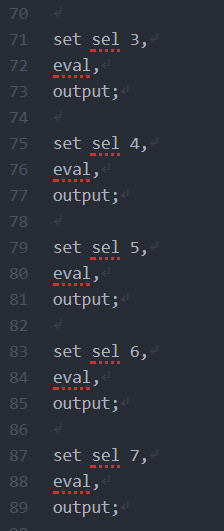 70
71 set sel 3,
72 eval,
73 output;
74
75 set sel 4,
76 eval,
77 output;
78
79 set sel 5,
80 eval,
81 output;
82
83 set sel 6,
84 eval,
85 output;
86
87 set sel 7,
88 eval,
89 output;